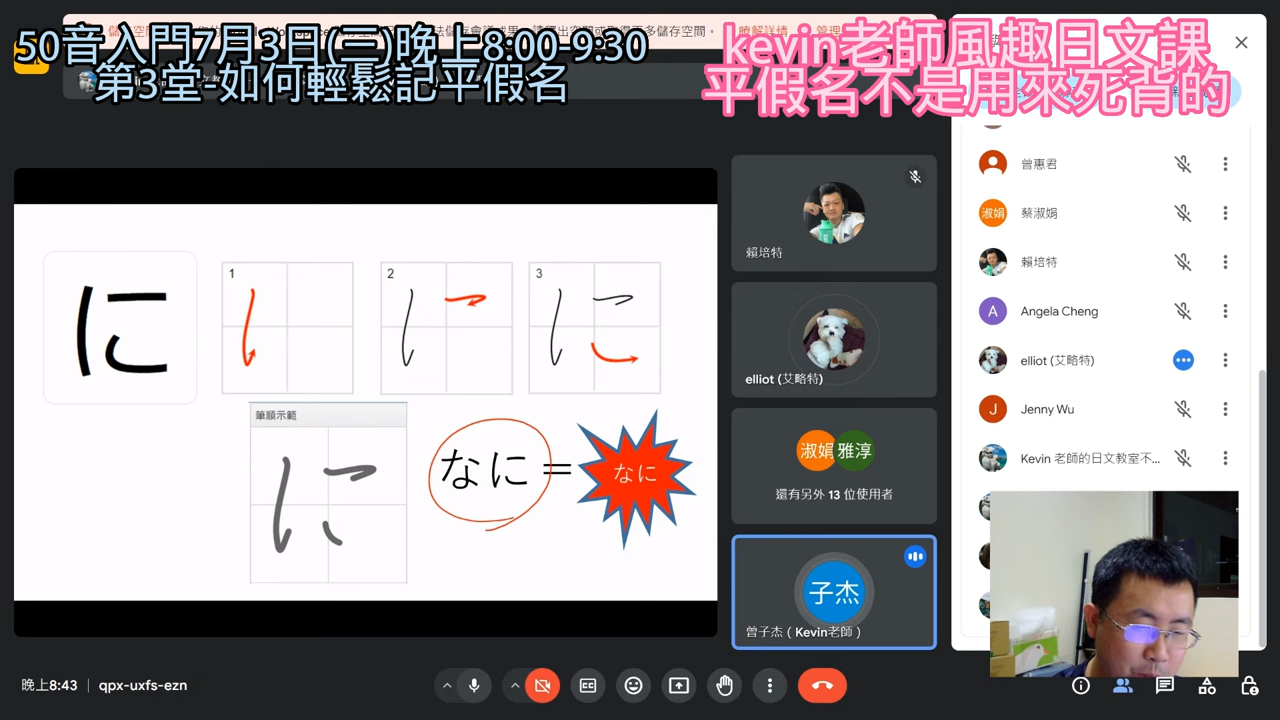 50音入門7月3日(三)晚上8:00-9:30
第3堂-如何輕鬆記平假名
kevin老師風趣日文課
平假名不是用來死背的
瞭解詳情
管理
に
1
2
3
筆順示範
なに
=
なに
賴培特
elliot (艾略特)
淑娟
雅淳
還有另外 13 位使用者
子杰
曾子杰 ( Kevin老師 )
曾惠君
淑娟
蔡淑娟
賴培特
A
Angela Cheng
elliot (艾略特)
J
Jenny Wu
Kevin 老師的日文教室不...
晚上8:43
qpx-uxfs-ezn